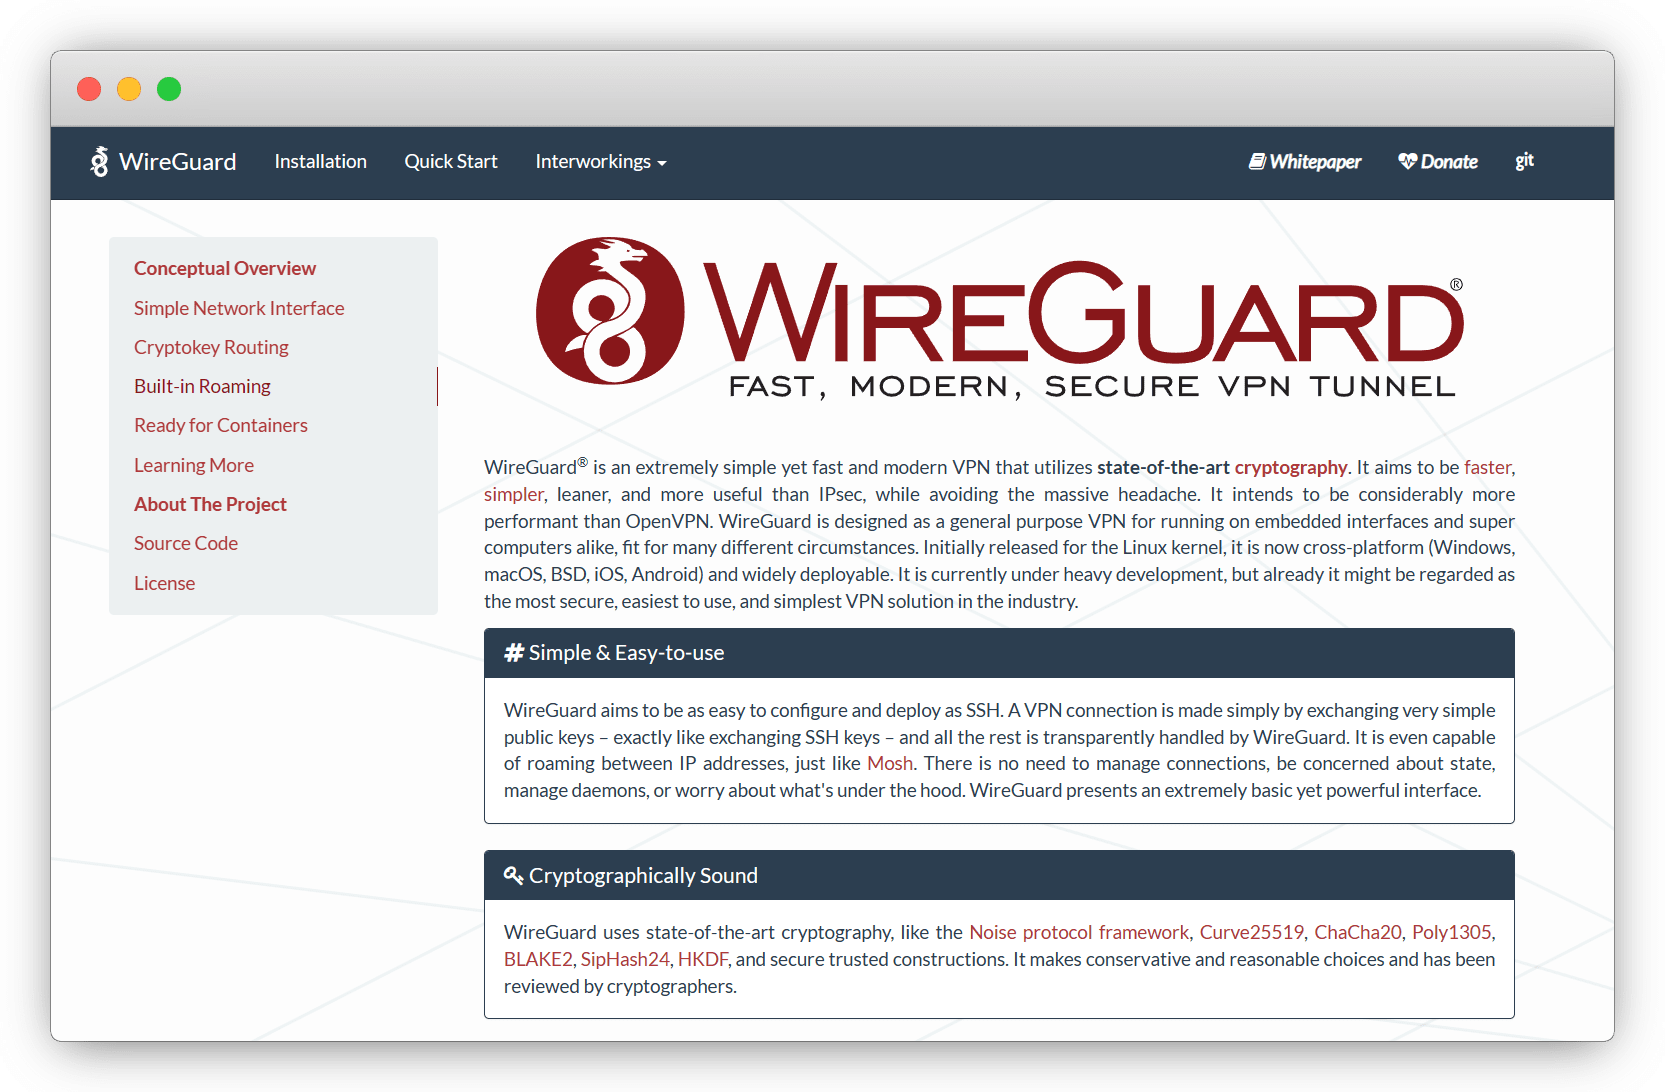 WireGuard Installation Quick Start Interworkings Whitepaper Donate git
Conceptual Overview
Simple Network Interface
Cryptokey Routing
Built-in Roaming
Ready for Containers
Learning More
About The Project
Source Code
License
WIREGUARD®
FAST, MODERN, SECURE VPN TUNNEL
WireGuard® is an extremely simple yet fast and modern VPN that utilizes state-of-the-art cryptography. It aims to be faster,
simpler, leaner, and more useful than IPsec, while avoiding the massive headache. It intends to be considerably more
performant than OpenVPN. WireGuard is designed as a general purpose VPN for running on embedded interfaces and super
computers alike, fit for many different circumstances. Initially released for the Linux kernel, it is now cross-platform (Windows,
macOS, BSD, iOS, Android) and widely deployable. It is currently under heavy development, but already it might be regarded as
the most secure, easiest to use, and simplest VPN solution in the industry.
# Simple & Easy-to-use
WireGuard aims to be as easy to configure and deploy as SSH. A VPN connection is made simply by exchanging very simple
public keys – exactly like exchanging SSH keys – and all the rest is transparently handled by WireGuard. It is even capable
of roaming between IP addresses, just like Mosh. There is no need to manage connections, be concerned about state,
manage daemons, or worry about what's under the hood. WireGuard presents an extremely basic yet powerful interface.
Cryptographically Sound
WireGuard uses state-of-the-art cryptography, like the Noise protocol framework, Curve25519, ChaCha20, Poly1305,
BLAKE2, SipHash24, HKDF, and secure trusted constructions. It makes conservative and reasonable choices and has been
reviewed by cryptographers.